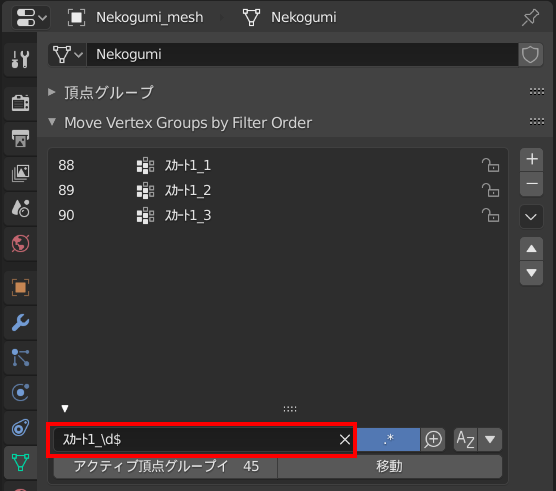 Nekogumi_mesh > Nekogumi
Nekogumi
頂点グループ
Move Vertex Groups by Filter Order
88 ｽｶｰﾄ1_1
89 ｽｶｰﾄ1_2
90 ｽｶｰﾄ1_3
ｽｶｰﾄ1_\d$ .* AZ
アクティブ頂点グループイ 45 移動